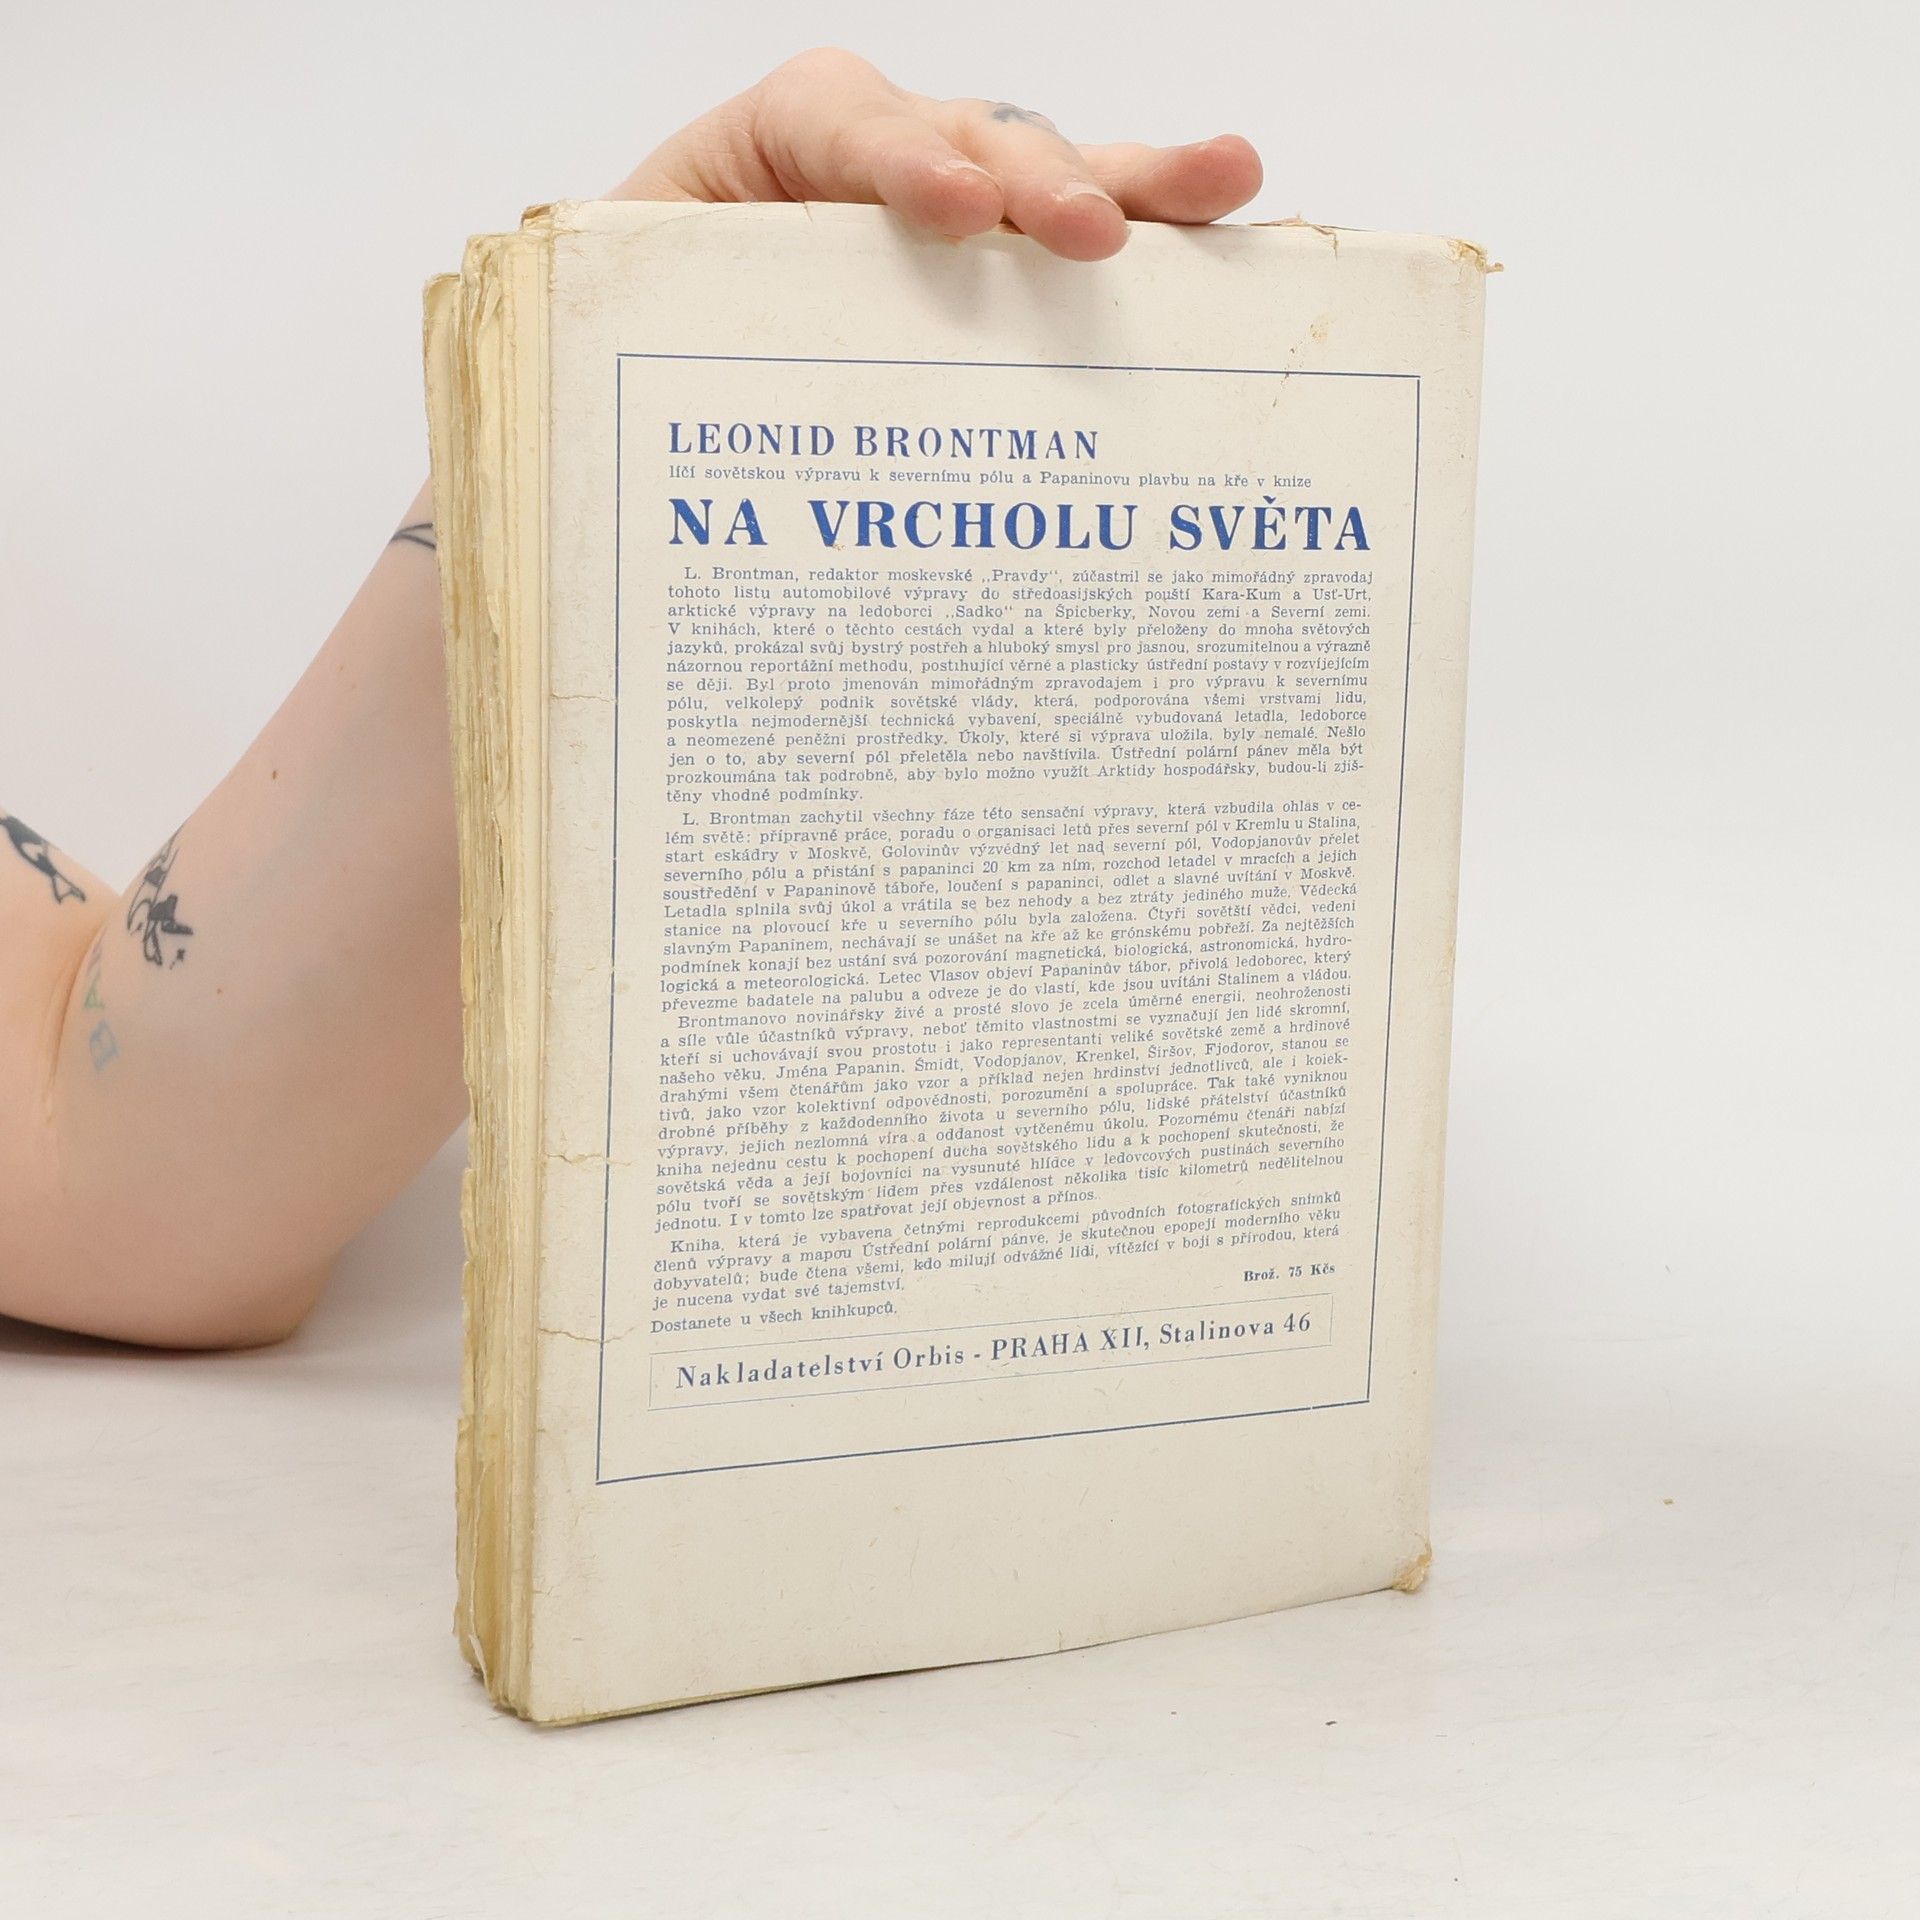 LEONID BRONTMAN
líčí sovětskou výpravu k severnímu pólu a Papaninovu plavbu na kře v knize
NA VRCHOLU SVĚTA
L. Brontman, redaktor moskevské „Pravdy“, zúčastnil se jako mimořádný zpravodaj
tohoto listu automobilové výpravy do středoasijských pouští Kara-Kum a Usť-Urt,
arktické výpravy na ledoborci „Sadko“ na Špicberky, Novou zemi a Severní zemi.
V knihách, které o těchto cestách vydal a které byly přeloženy do mnoha světových
jazyků, prokázal svůj bystrý postřeh a hluboký smysl pro jasnou, srozumitelnou a výrazně
názornou reportážní methodu, postihující věrně a plasticky ústřední postavy v rozvíjejícím
se ději. Byl proto jmenován mimořádným zpravodajem i pro výpravu k severnímu
pólu, velkolepý podnik sovětské vlády, která, podporována všemi vrstvami lidu,
poskytla nejmodernější technická vybavení, speciálně vybudovaná letadla, ledoborce
a neomezené peněžní prostředky. Úkoly, které si výprava uložila, byly nemalé. Nešlo
jen o to, aby severní pól přeletěla nebo navštívila. Ústřední polární pánev měla být
prozkoumána tak podrobně, aby bylo možno využít Arktidy hospodářsky, budou-li zjiš-
těny vhodné podmínky.
L. Brontman zachytil všechny fáze této sensační výpravy, která vzbudila ohlas v ce-
lém světě: přípravné práce, poradu o organisaci letů přes severní pól v Kremlu u Stalina,
start eskádry v Moskvě, Golovinův výzvědný let nad severní pól, Vodopjanovův přelet
severního pólu a přistání s papaninci 20 km za ním, rozchod letadel v mracích a jejich
soustředění v Papaninově táboře, loučení s papaninci, odlet a slavné uvítání v Moskvě.
Letadla splnila svůj úkol a vrátila se bez nehody a bez ztráty jediného muže. Vědecká
stanice na plovoucí kře u severního pólu byla založena. Čtyři sovětští vědci, vedeni
slavným Papaninem, nechávají se unášet na kře až ke grónskému pobřeží. Za nejtěžších
podmínek konají bez ustání svá pozorování magnetická, biologická, astronomická, hydro-
logická a meteorologická. Letec Vlasov objeví Papaninův tábor, přivolá ledoborec, který
převezme badatele na palubu a odveze je do vlasti, kde jsou uvítáni Stalinem a vládou.
Brontmanovo novinářsky živé a prosté slovo je zcela úměrné energii, neohroženosti
a síle vůle účastníků výpravy, neboť těmito vlastnostmi se vyznačují jen lidé skromní,
kteří si uchovávají svou prostotu i jako representanti veliké sovětské země a hrdinové
našeho věku. Jména Papanin, Šmidt, Vodopjanov, Krenkel, Širšov, Fjodorov, stanou se
drahými všem čtenářům jako vzor a příklad nejen hrdinství jednotlivců, ale i kolek-
tivů, jako vzor kolektivní odpovědnosti, porozumění a spolupráce. Tak také vyniknou
drobné příběhy z každodenního života u severního pólu, lidské přátelství účastníků
výpravy, jejich nezlomná víra a oddanost vytčenému úkolu. Pozornému čtenáři nabízí
kniha nejednu cestu k pochopení ducha sovětského lidu a k pochopení skutečnosti, že
sovětská věda a její bojovníci na vysunuté hlídce v ledovcových pustinách severního
pólu tvoří se sovětským lidem přes vzdálenost několika tisíc kilometrů nedělitelnou
jednotu. I v tomto lze spatřovat její objevnost a přínos.
Kniha, která je vybavena četnými reprodukcemi původních fotografických snímků
členů výpravy a mapou Ústřední polární pánve, je skutečnou epopejí moderního věku
dobyvatelů; bude čtena všemi, kdo milují odvážné lidi, vítězící v boji s přírodou, která
je nucena vydat své tajemství.
Brož. 75 Kčs
Dostanete u všech knihkupců.
Nakladatelství Orbis - PRAHA XII, Stalinova 46